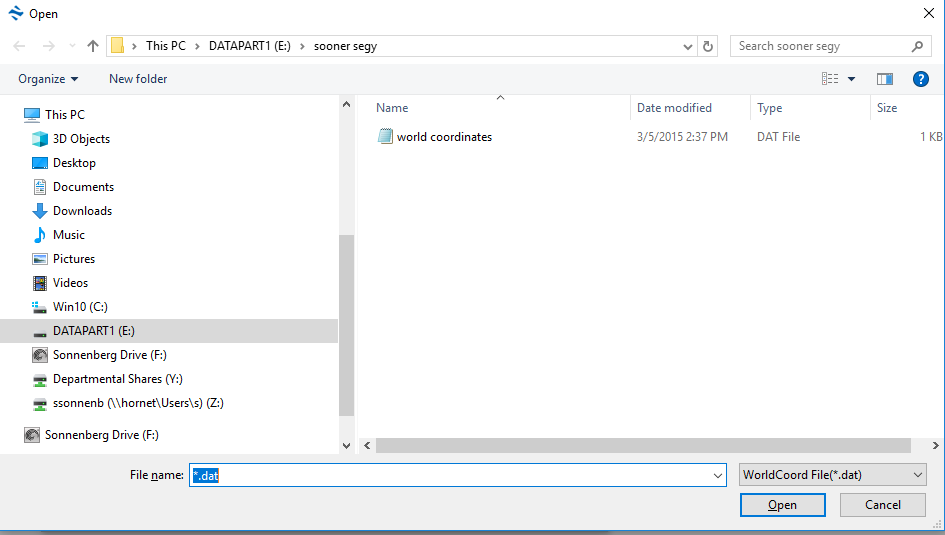 Open
This PC > DATAPART1 (E:) > sooner segy
Search sooner segy
Organize
New folder
This PC
3D Objects
Desktop
Documents
Downloads
Music
Pictures
Videos
Win10 (C:)
DATAPART1 (E:)
Sonnenberg Drive (F:)
Departmental Shares (Y:)
ssonnenb (\\hornet\Users\s) (Z:)
Sonnenberg Drive (F:)
Name Date modified Type Size
world coordinates 3/5/2015 2:37 PM DAT File 1 KB
File name: *.dat WorldCoord File(*.dat)
Open Cancel